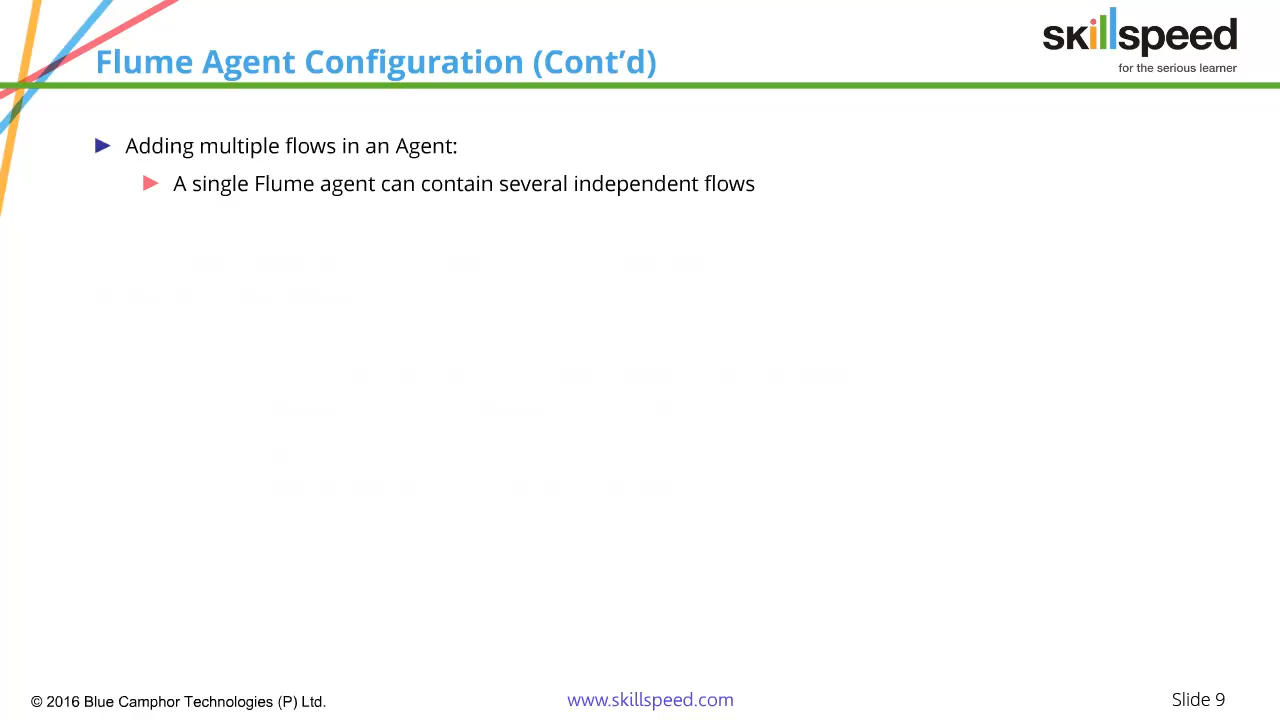 skillspeed
for the serious learner
Flume Agent Configuration (Cont’d)
Adding multiple flows in an Agent:
A single Flume agent can contain several independent flows
© 2016 Blue Camphor Technologies (P) Ltd.
www.skillspeed.com
Slide 9